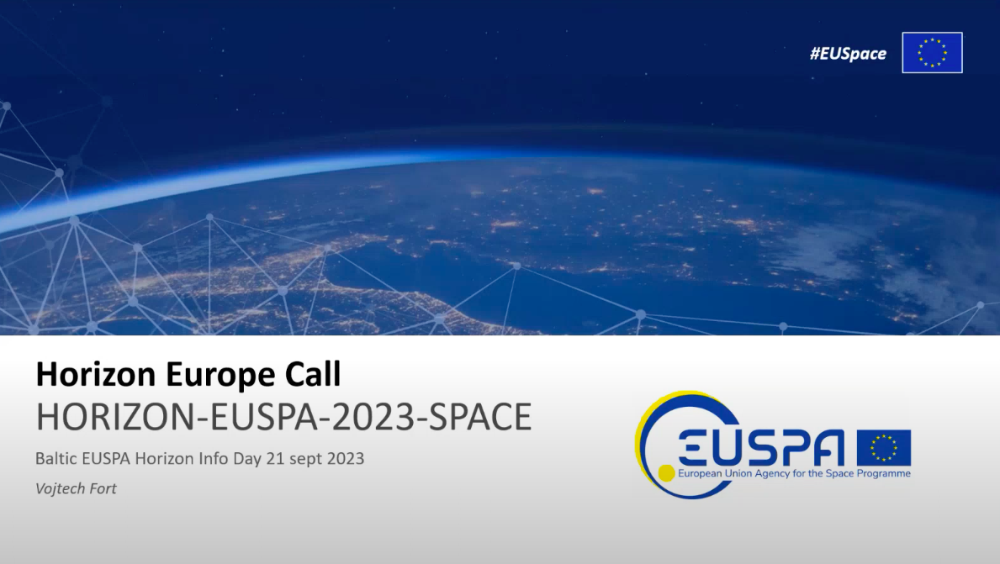 #EUSpace
Horizon Europe Call
HORIZON-EUSPA-2023-SPACE
Baltic EUSPA Horizon Info Day 21 sept 2023
Vojtech Fort
EUSPA
European Union Agency for the Space Programme